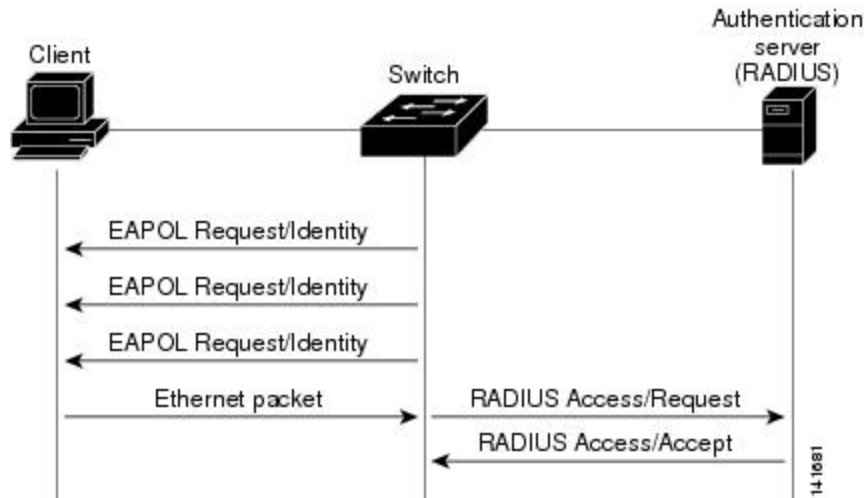 Client
Switch
Authentication
server
(RADIUS)
EAPOL Request/Identity
EAPOL Request/Identity
EAPOL Request/Identity
Ethernet packet
RADIUS Access/Request
RADIUS Access/Accept
141681